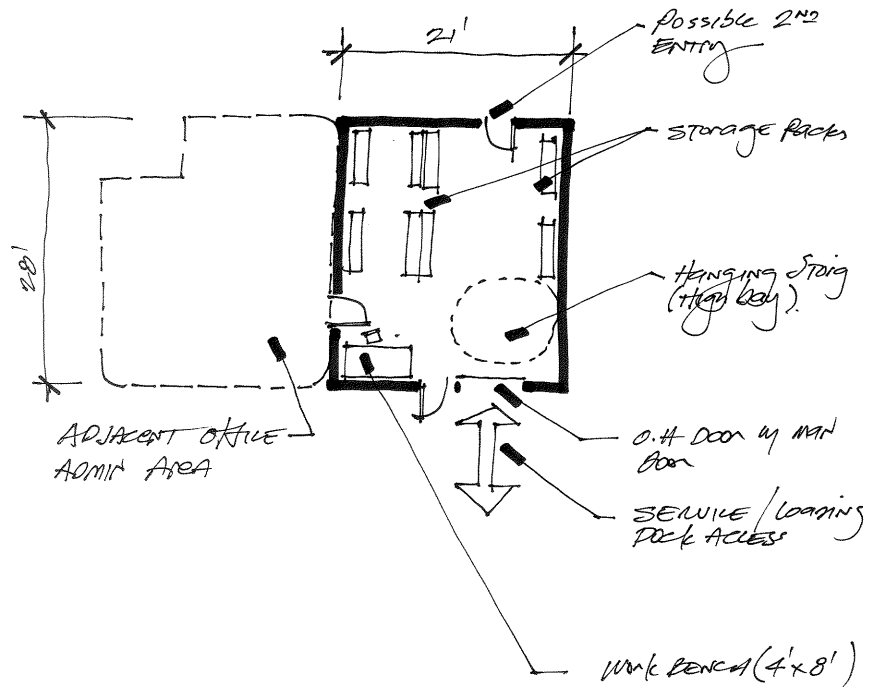 21'
Possible 2ND
ENTRY
Storage Racks
28'
Hanging Storg
(High bay).
ADJACENT OFFICE
ADMIN AREA
O.H Door w/ MAN
Door
SERVICE / LOADING
DOCK ACCESS
WORK BENCH (4'x8')